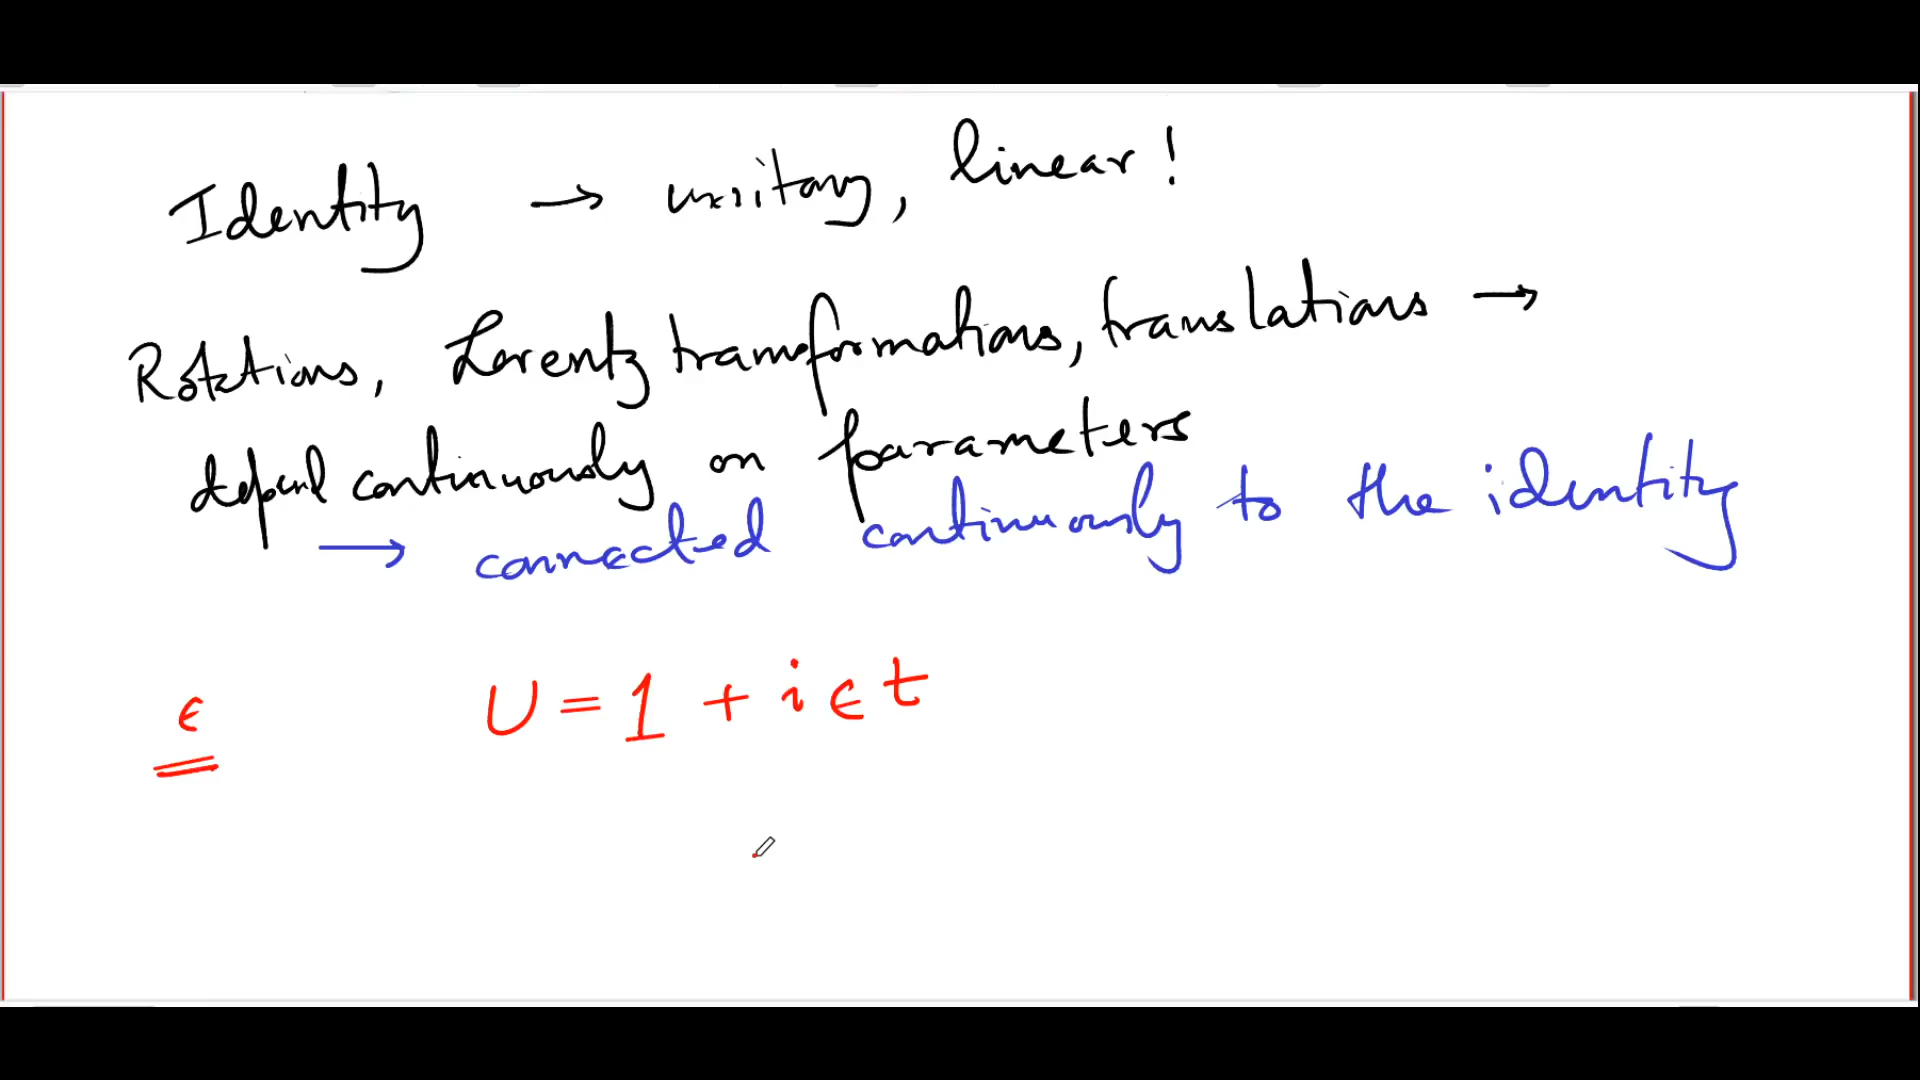 Identity → unitary, linear!
Rotations, Lorentz transformations, translations →
depend continuously on parameters
→ connected continuously to the identity
ϵ U = 1 + i ϵ t